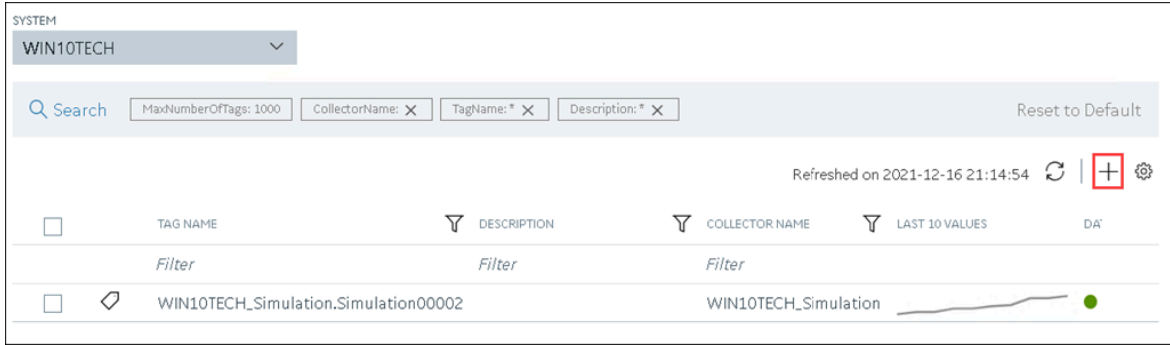 SYSTEM
WIN10TECH
Search MaxNumberOfTags: 1000 CollectorName: TagName: * Description: * Reset to Default
Refreshed on 2021-12-16 21:14:54
TAG NAME DESCRIPTION COLLECTOR NAME LAST 10 VALUES DA
Filter Filter Filter
WIN10TECH_Simulation.Simulation00002 WIN10TECH_Simulation